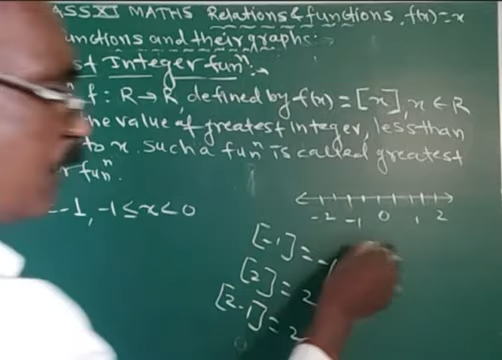 ASSXI MATHS Relations & functions, f(x)=x
unctions and their graphs:-
st Integer funⁿ:-
f: R→R, defined by f(x) = [x], x ∈ R
he value of greatest integer, less than
to x. such a funⁿ is called greatest
r funⁿ.
--1, -1 ≤ x < 0
-2 -1 0 1 2
[-1] = -1
[2] = 2
[2.1] = 2